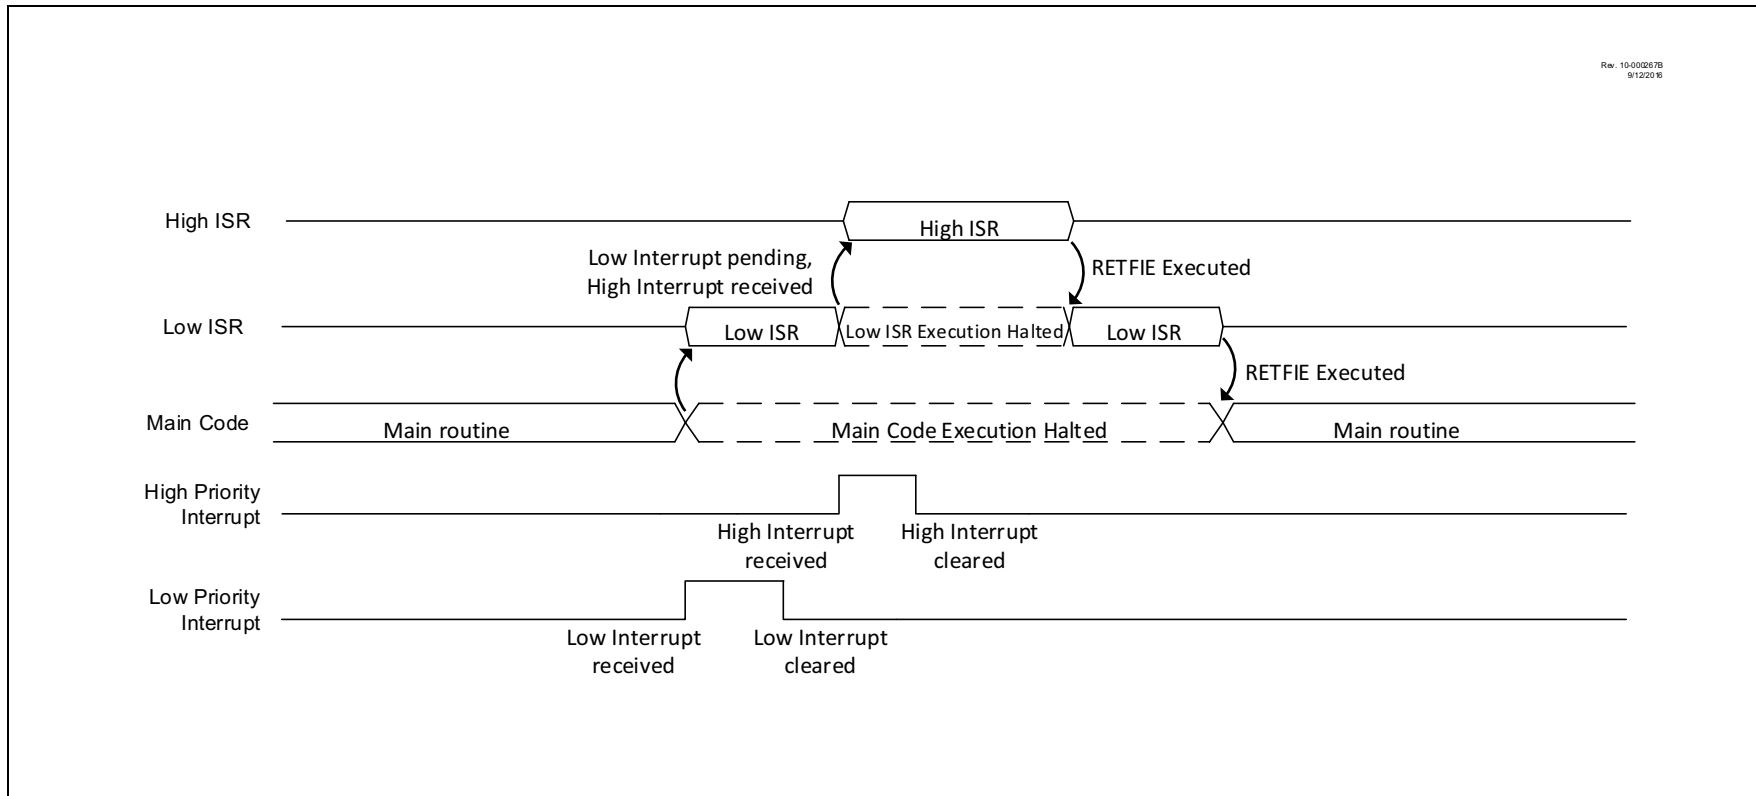 Rev. 10-000267B
9/12/2016
High ISR
High ISR
Low Interrupt pending,
High Interrupt received
RETFIE Executed
Low ISR
Low ISR
Low ISR Execution Halted
Low ISR
RETFIE Executed
Main Code
Main routine
Main Code Execution Halted
Main routine
High Priority
Interrupt
High Interrupt
received
High Interrupt
cleared
Low Priority
Interrupt
Low Interrupt
received
Low Interrupt
cleared